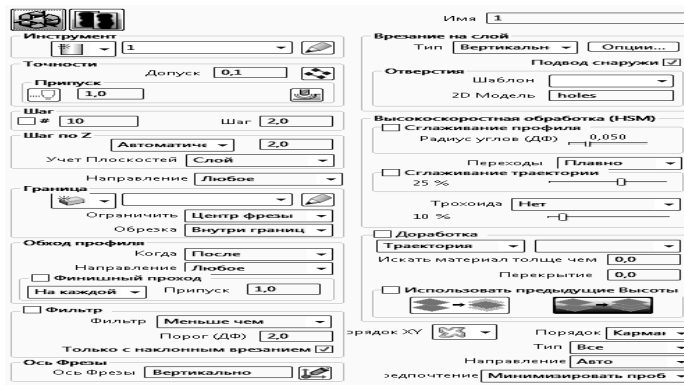 Имя 1
Инструмент
1
Точности
Допуск 0,1
Припуск
1,0
Шаг
# 10 Шаг 2,0
Шаг по Z
Автоматиче 2,0
Учет Плоскостей Слой
Направление Любое
Граница
Ограничить Центр фрезы
Обрезка Внутри границ
Обход профиля
Когда После
Направление Любое
Финишный проход
На каждой Припуск 1,0
Фильтр
Фильтр Меньше чем
Порог (ДФ) 2,0
Только с наклонным врезанием
Ось Фрезы
Ось Фрезы Вертикально
Врезание на слой
Тип Вертикальн Опции...
Подвод снаружи
Отверстия
Шаблон
2D Модель holes
Высокоскоростная обработка (HSM)
Сглаживание профиля
Радиус углов (ДФ) 0,050
Переходы Плавно
Сглаживание траектории
25 %
Трохоида Нет
10 %
Доработка
Траектория
Искать материал толще чем 0,0
Перекрытие 0,0
Использовать предыдущие Высоты
орядок XY Порядок Карман
Тип Все
Направление Авто
редпочтение Минимизировать проб